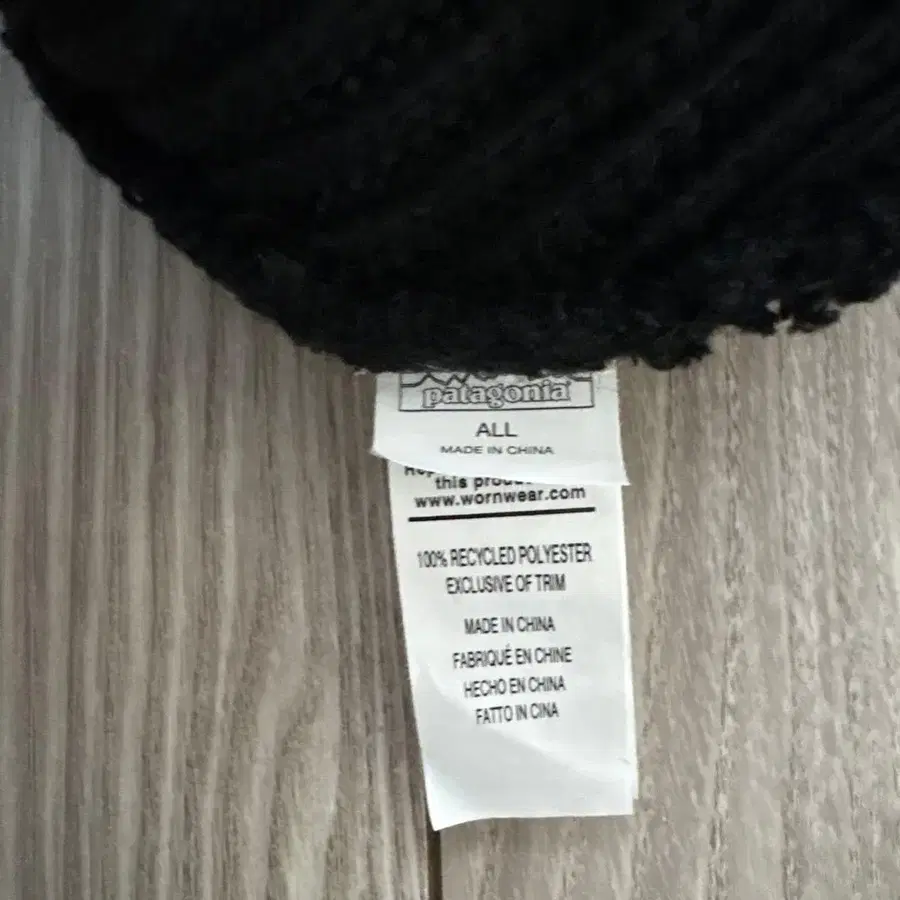 patagonia
ALL
MADE IN CHINA
this
www.wornwear.com
100% RECYCLED POLYESTER
EXCLUSIVE OF TRIM
MADE IN CHINA
FABRIQUÉ EN CHINE
HECHO EN CHINA
FATTO IN CINA